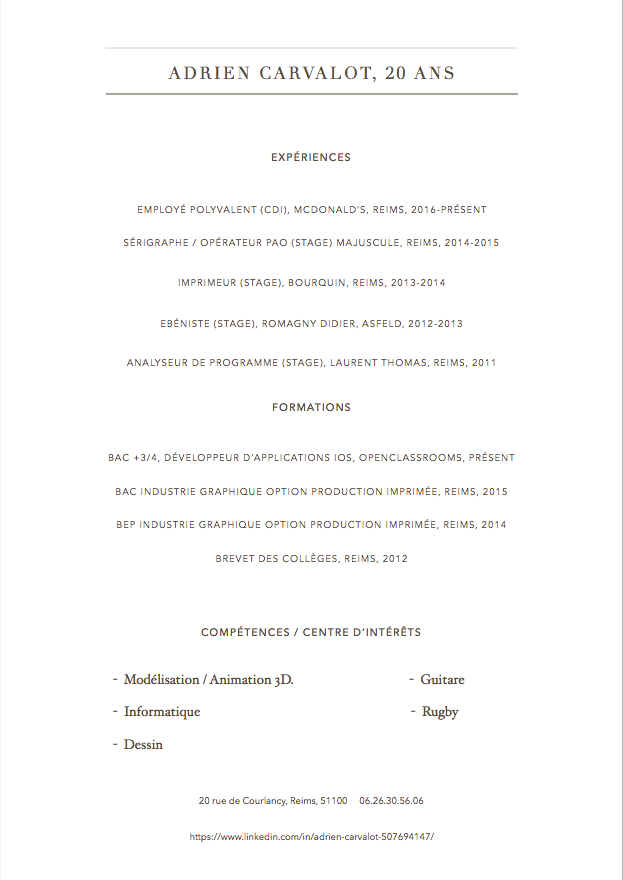 ADRIEN CARVALOT, 20 ANS
EXPÉRIENCES
EMPLOYÉ POLYVALENT (CDI), MCDONALD'S, REIMS, 2016-PRÉSENT
SÉRIGRAPHE / OPÉRATEUR PAO (STAGE) MAJUSCULE, REIMS, 2014-2015
IMPRIMEUR (STAGE), BOURQUIN, REIMS, 2013-2014
EBÉNISTE (STAGE), ROMAGNY DIDIER, ASFELD, 2012-2013
ANALYSEUR DE PROGRAMME (STAGE), LAURENT THOMAS, REIMS, 2011
FORMATIONS
BAC +3/4, DÉVELOPPEUR D'APPLICATIONS IOS, OPENCLASSROOMS, PRÉSENT
BAC INDUSTRIE GRAPHIQUE OPTION PRODUCTION IMPRIMÉE, REIMS, 2015
BEP INDUSTRIE GRAPHIQUE OPTION PRODUCTION IMPRIMÉE, REIMS, 2014
BREVET DES COLLÈGES, REIMS, 2012
COMPÉTENCES / CENTRE D'INTÉRÊTS
- Modélisation / Animation 3D. - Guitare
- Informatique - Rugby
- Dessin
20 rue de Courlancy, Reims, 51100 06.26.30.56.06
https://www.linkedin.com/in/adrien-carvalot-507694147/